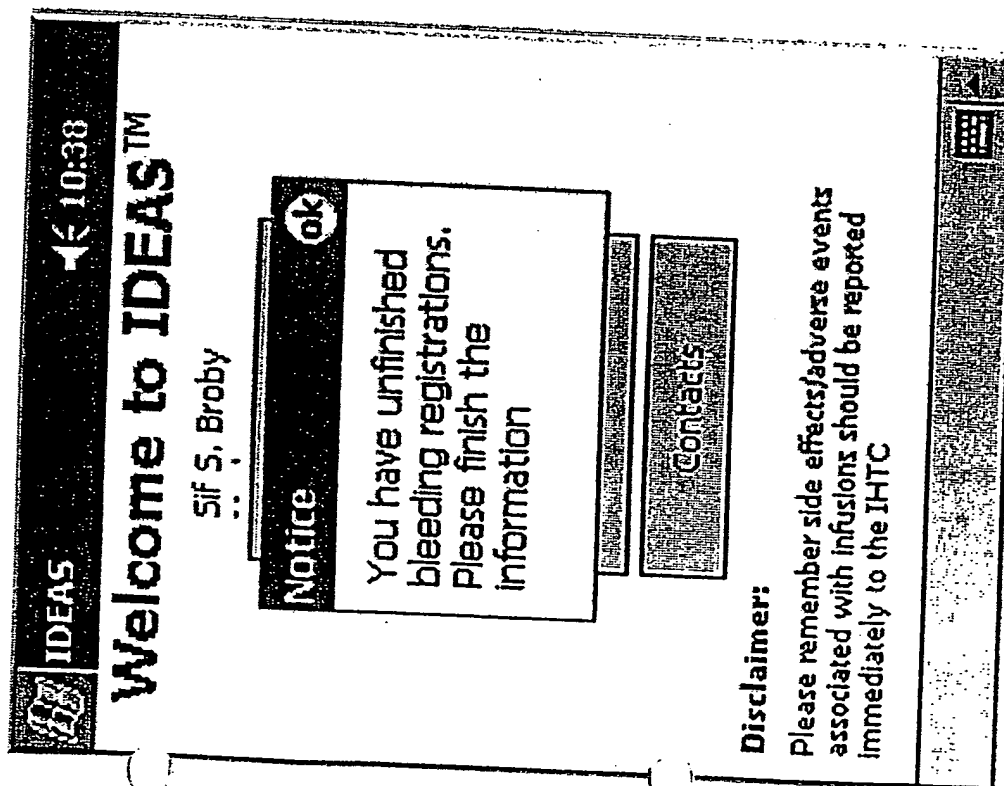 IDEAS 10:38
Welcome to IDEAS™
Sif S. Broby
Notice ok
You have unfinished
bleeding registrations.
Please finish the
information
Contacts
Disclaimer:
Please remember side effects/adverse events
associated with infusions should be reported
immediately to the IHTC